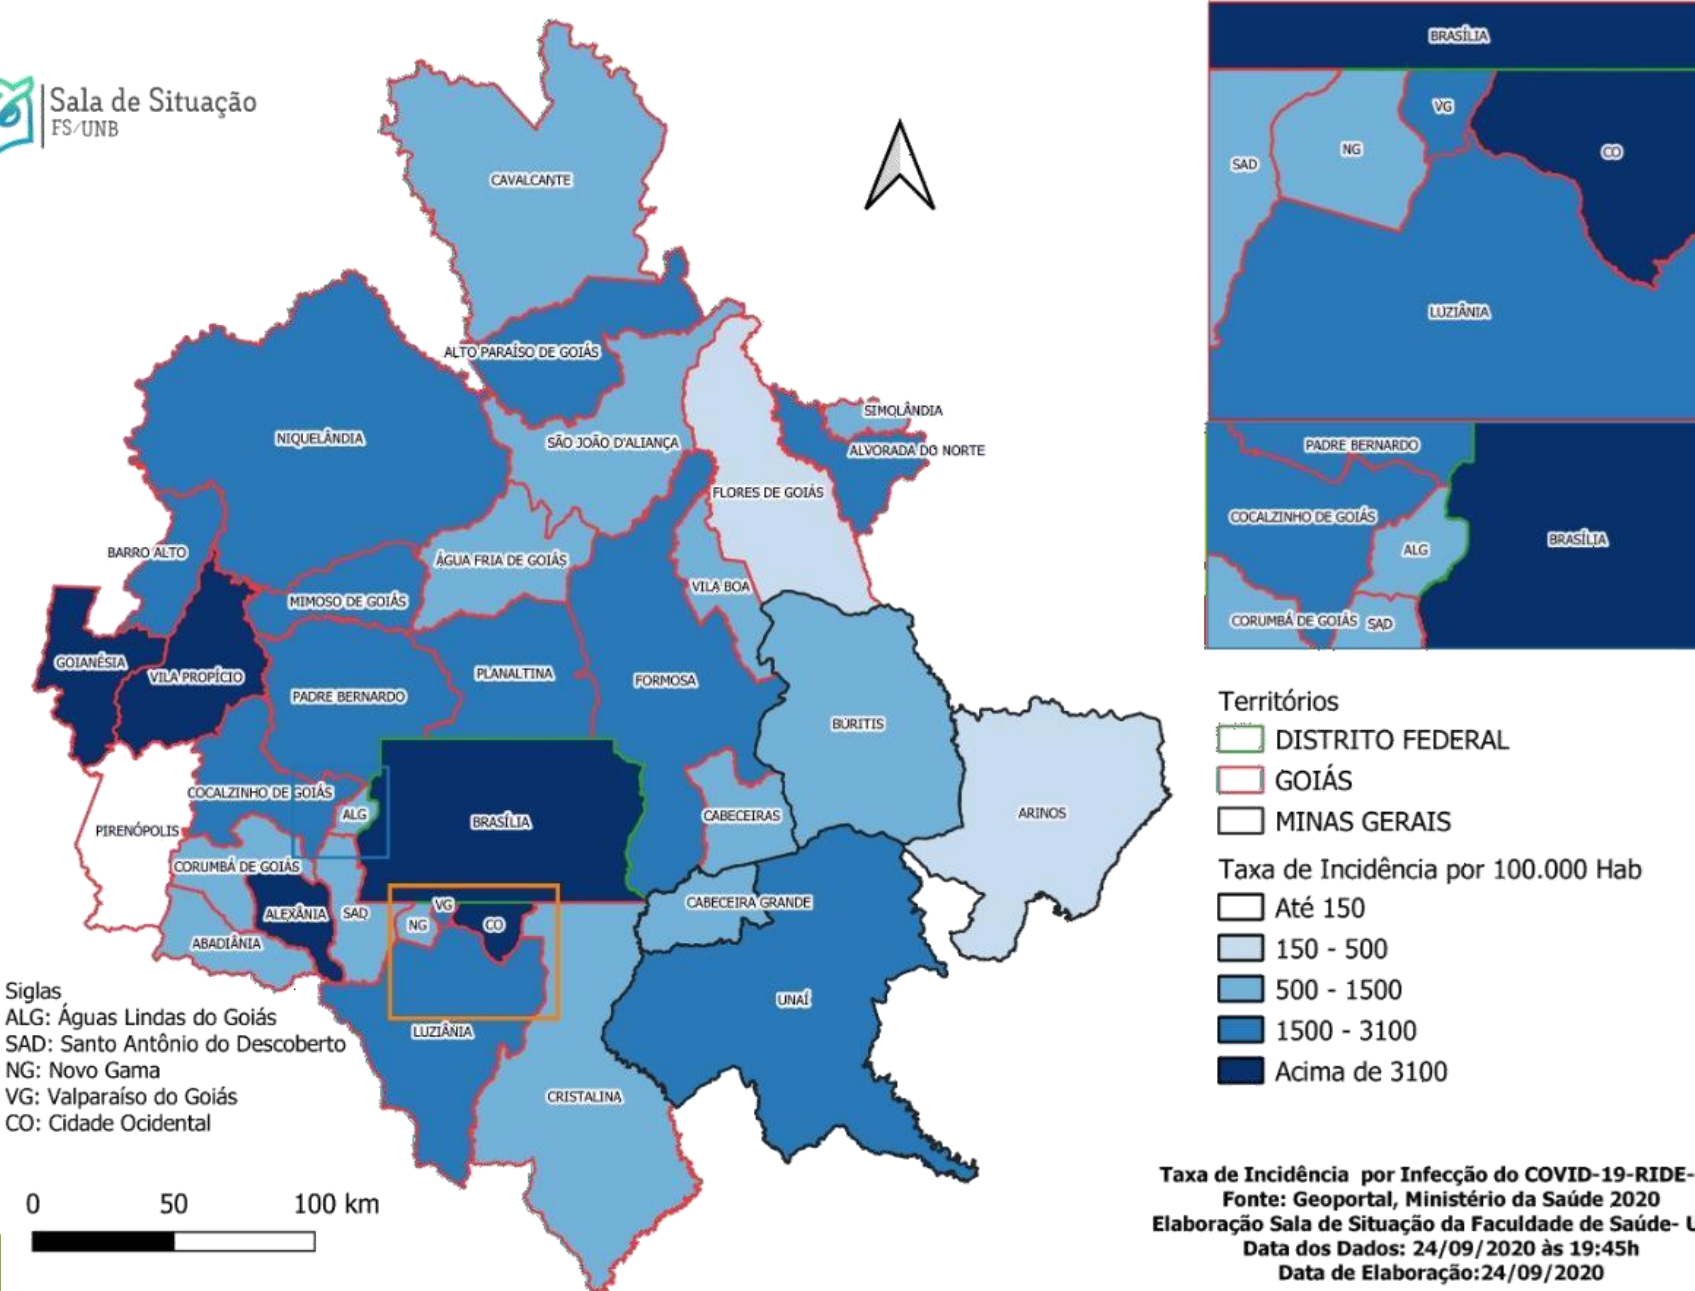 Sala de Situação
FS/UNB
CAVALCANTE
ALTO PARAÍSO DE GOIÁS
NIQUELÂNDIA
SÃO JOÃO D'ALIANÇA
SIMOLÂNDIA
ALVORADA DO NORTE
FLORES DE GOIÁS
BARRO ALTO
ÁGUA FRIA DE GOIÁS
VILA BOA
MIMOSO DE GOIÁS
GOIANÉSIA
VILA PROPÍCIO
PADRE BERNARDO
PLANALTINA
FORMOSA
BURITIS
COCALZINHO DE GOIÁS
ALG
BRASÍLIA
CABECEIRAS
ARINOS
PIRENÓPOLIS
CORUMBÁ DE GOIÁS
ALEXÂNIA
SAD
VG
NG
CO
CABECEIRA GRANDE
ABADIÂNIA
UNAÍ
LUZIÂNIA
CRISTALINA
Siglas
ALG: Águas Lindas do Goiás
SAD: Santo Antônio do Descoberto
NG: Novo Gama
VG: Valparaíso do Goiás
CO: Cidade Ocidental
0 50 100 km
BRASÍLIA
VG
NG
SAD
CO
LUZIÂNIA
PADRE BERNARDO
COCALZINHO DE GOIÁS
ALG
BRASÍLIA
CORUMBÁ DE GOIÁS
SAD
Territórios
DISTRITO FEDERAL
GOIÁS
MINAS GERAIS
Taxa de Incidência por 100.000 Hab
Até 150
150 - 500
500 - 1500
1500 - 3100
Acima de 3100
Taxa de Incidência por Infecção do COVID-19-RIDE-
Fonte: Geoportal, Ministério da Saúde 2020
Elaboração Sala de Situação da Faculdade de Saúde- U
Data dos Dados: 24/09/2020 às 19:45h
Data de Elaboração:24/09/2020